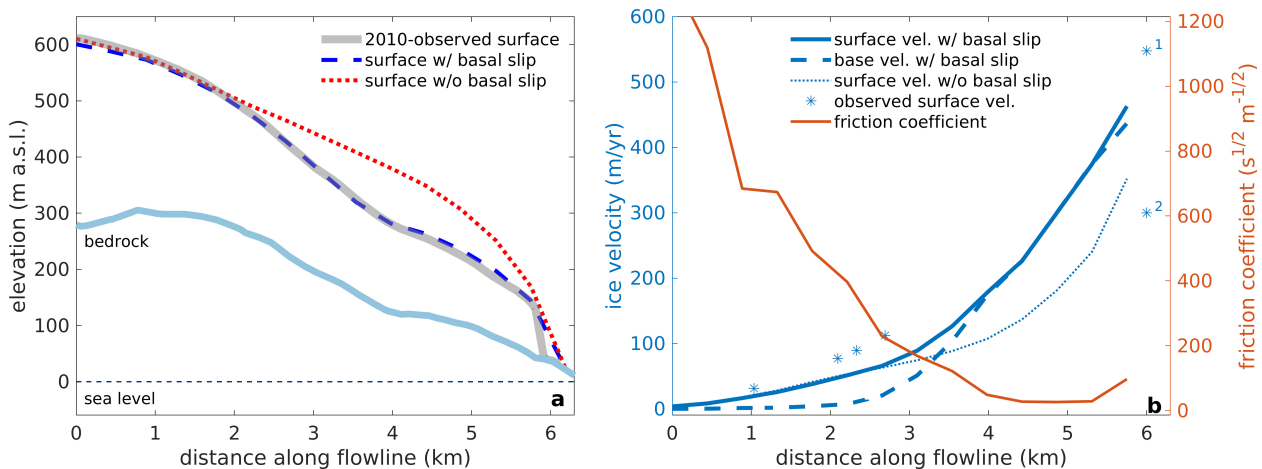 2010-observed surface
surface w/ basal slip
surface w/o basal slip
elevation (m a.s.l.)
600
500
400
300
200
100
0
bedrock
sea level
a
0 1 2 3 4 5 6
distance along flowline (km)
surface vel. w/ basal slip
base vel. w/ basal slip
surface vel. w/o basal slip
observed surface vel.
friction coefficient
ice velocity (m/yr)
600
500
400
300
200
100
0
1
2
1200
1000
800
600
400
200
0
friction coefficient (s^1/2 m^-1/2)
b
0 1 2 3 4 5 6
distance along flowline (km)